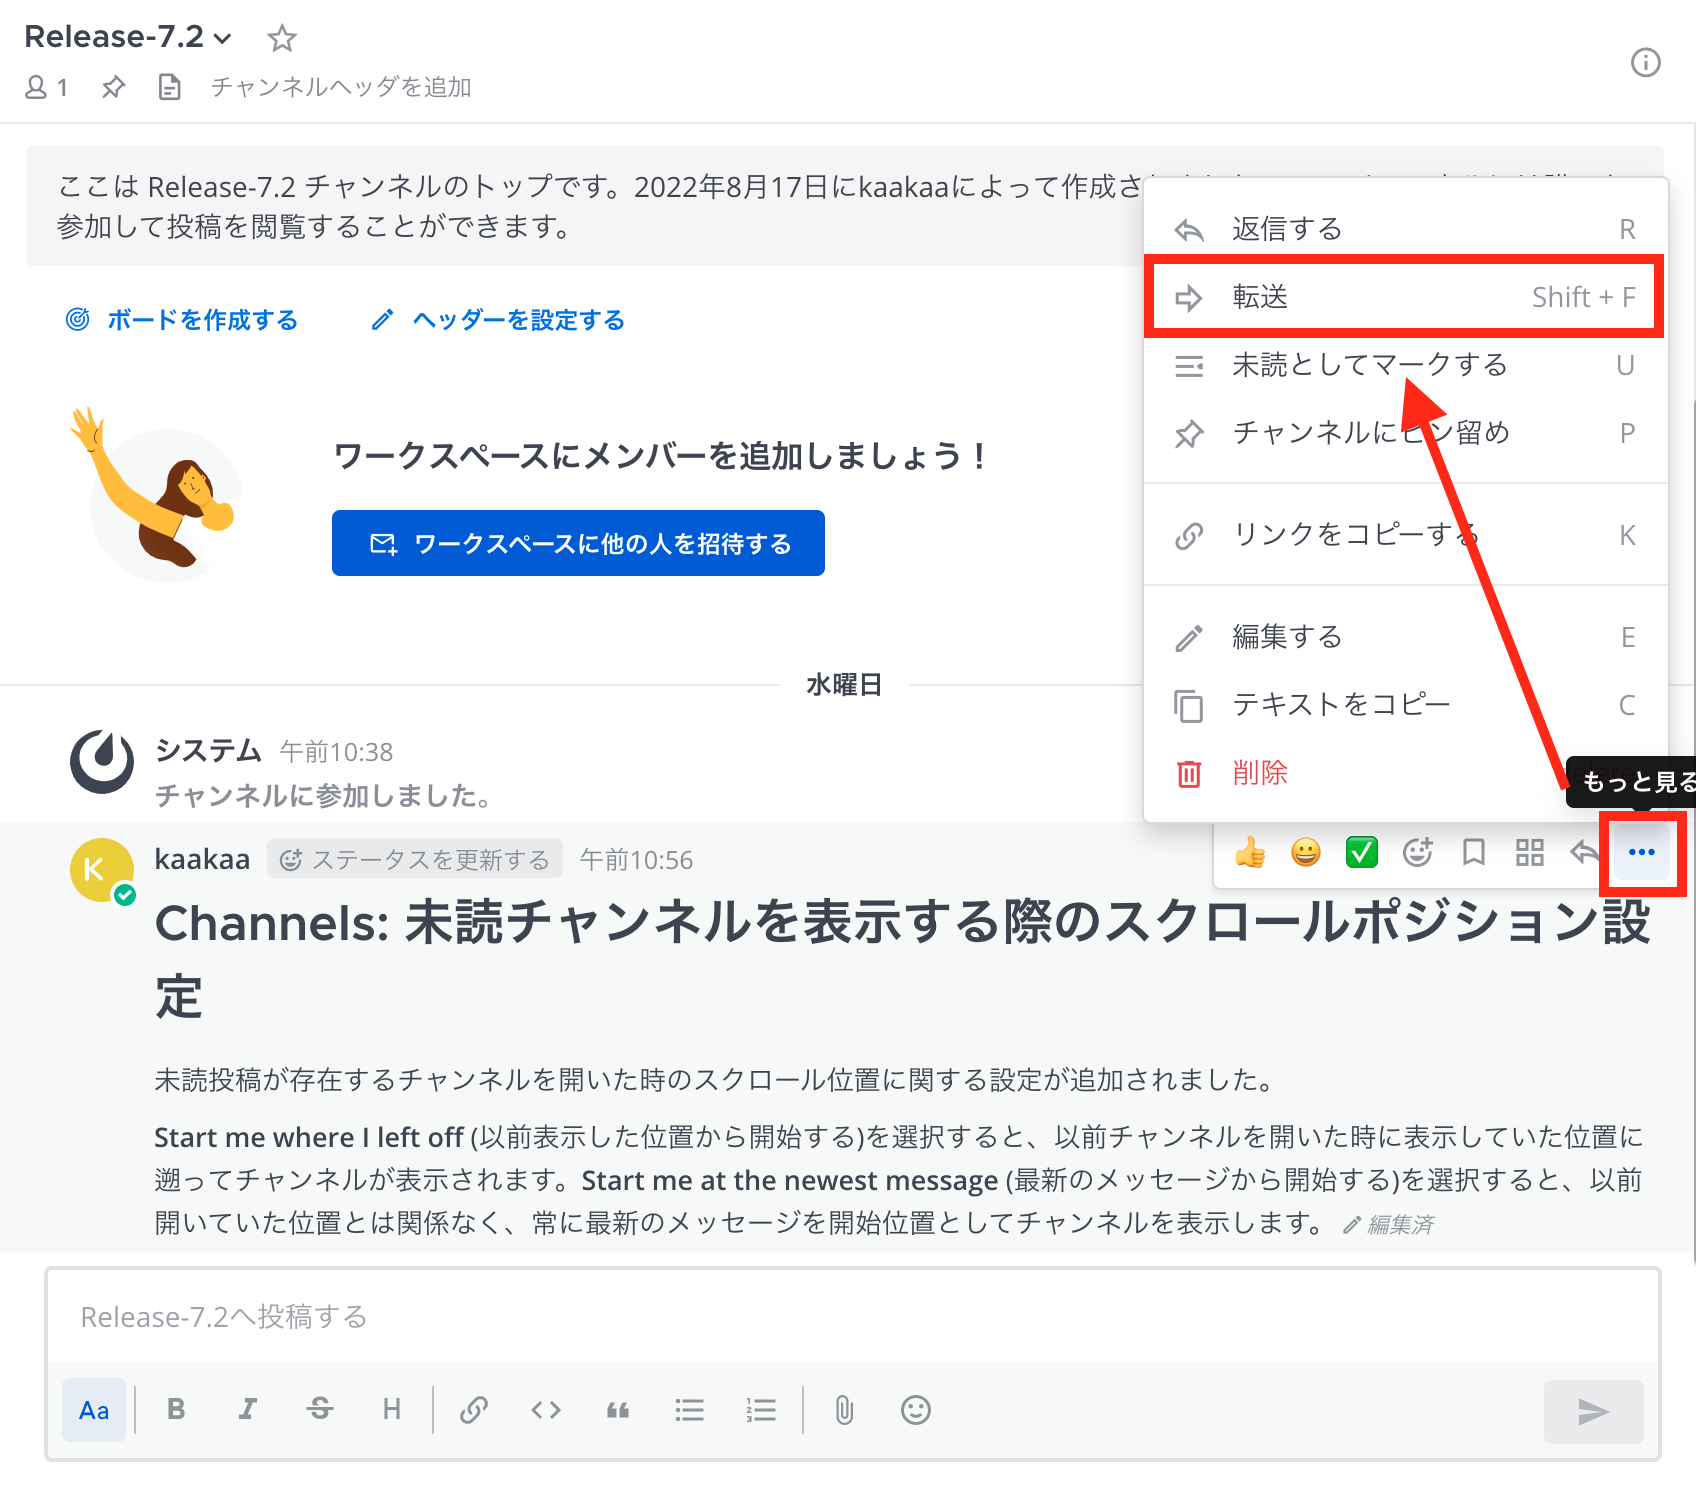 Release-7.2
1
チャンネルヘッダを追加
ここは Release-7.2 チャンネルのトップです。2022年8月17日にkaakaaによって作成さ
参加して投稿を閲覧することができます。
ボードを作成する
ヘッダーを設定する
ワークスペースにメンバーを追加しましょう！
ワークスペースに他の人を招待する
返信する R
転送 Shift + F
未読としてマークする U
チャンネルにピン留め P
リンクをコピーする K
編集する E
テキストをコピー C
削除
もっと見る
水曜日
システム 午前10:38
チャンネルに参加しました。
K
kaakaa ステータスを更新する 午前10:56
Channels: 未読チャンネルを表示する際のスクロールポジション設
定
未読投稿が存在するチャンネルを開いた時のスクロール位置に関する設定が追加されました。
Start me where I left off (以前表示した位置から開始する)を選択すると、以前チャンネルを開いた時に表示していた位置に
遡ってチャンネルが表示されます。Start me at the newest message (最新のメッセージから開始する)を選択すると、以前
開いていた位置とは関係なく、常に最新のメッセージを開始位置としてチャンネルを表示します。 編集済
Release-7.2へ投稿する
Aa B I S H